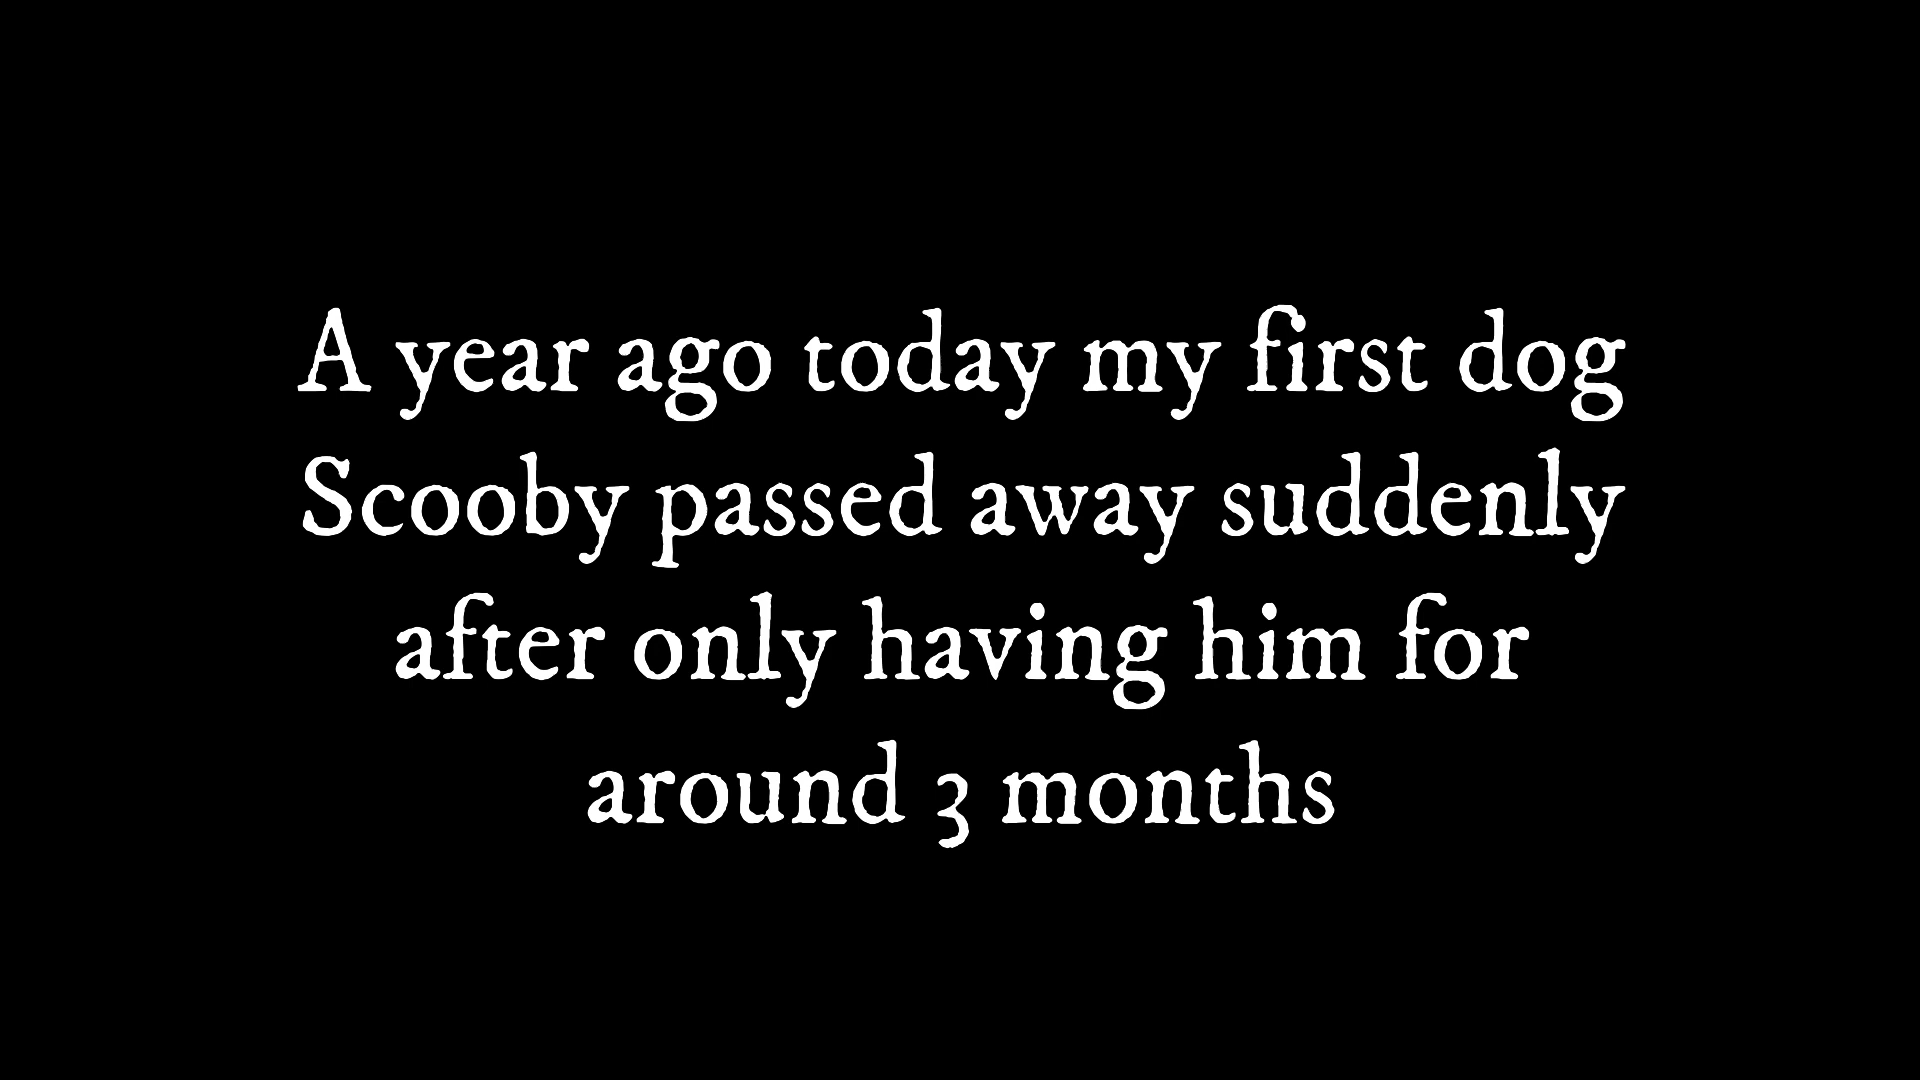 A year ago today my first dog
Scooby passed away suddenly
after only having him for
around 3 months